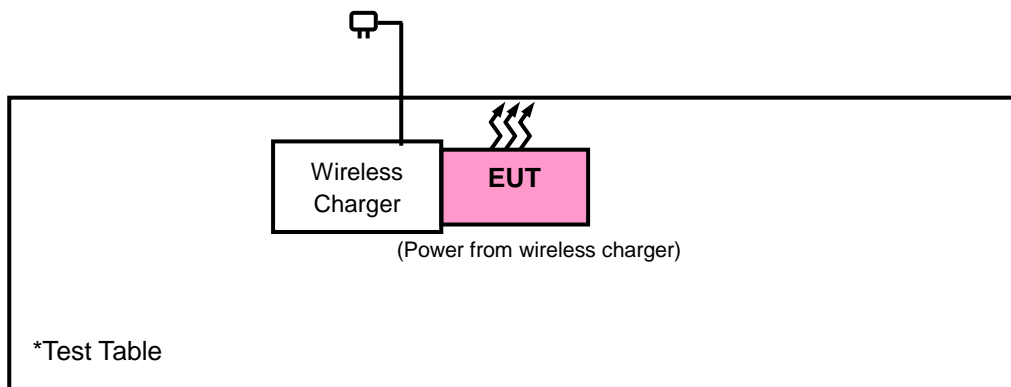 Wireless
Charger
EUT
(Power from wireless charger)
*Test Table